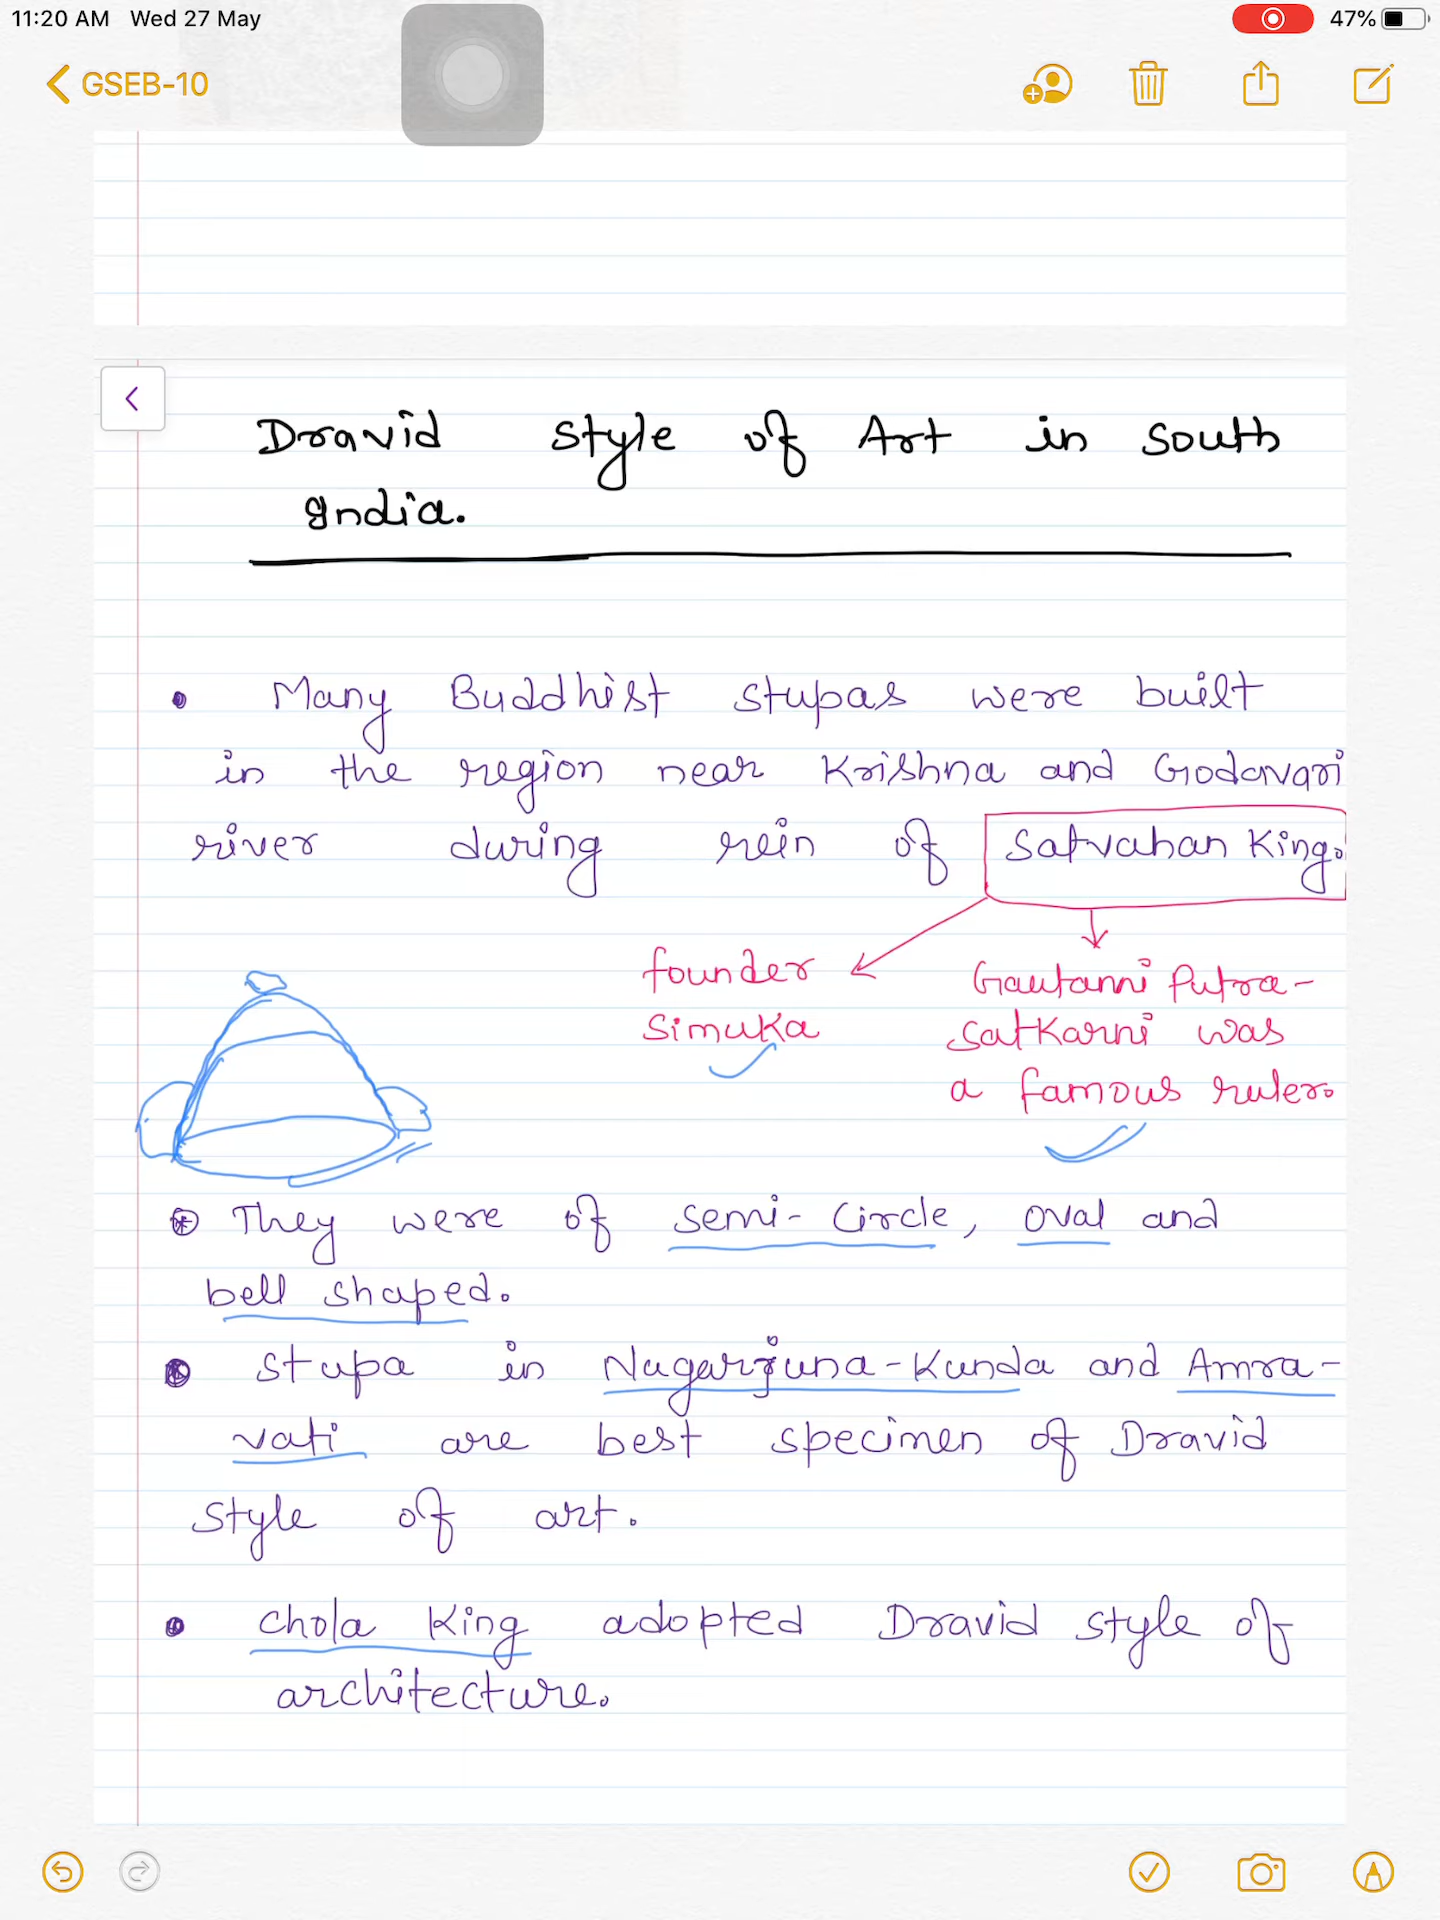 11:20 AM Wed 27 May
47%
GSEB-10
Dravid style of Art in South
India.
• Many Buddhist stupas were built
in the region near Krishna and Godavari
river during rein of Satvahan King.
founder
Simuka
Gautami Putra-
Satkarni was
a famous ruler.
They were of semi-circle, oval and
bell shaped.
• Stupa in Nagarjuna-Kunda and Amra-
vati are best specimen of Dravid
style of art.
• Chola King adopted Dravid style of
architecture.